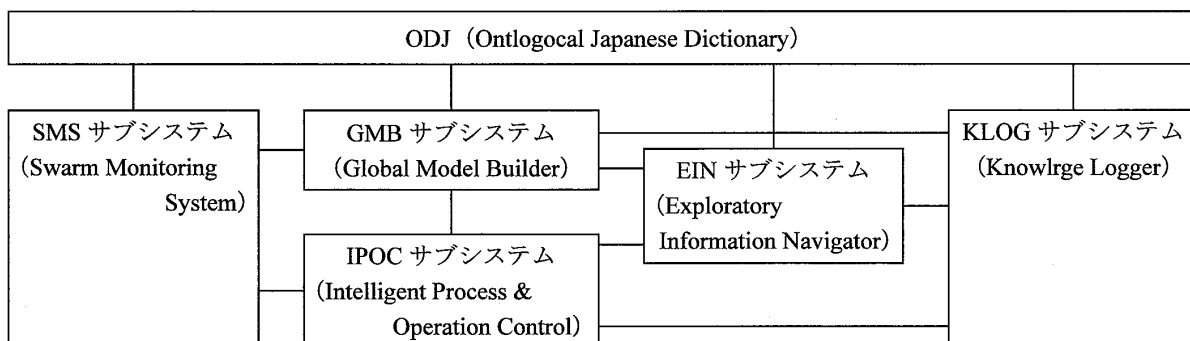 ODJ（Ontlogocal Japanese Dictionary）
SMS サブシステム
（Swarm Monitoring
System）
GMB サブシステム
（Global Model Builder）
EIN サブシステム
（Exploratory
Information Navigator）
KLOG サブシステム
（Knowlrge Logger）
IPOC サブシステム
（Intelligent Process &
Operation Control）